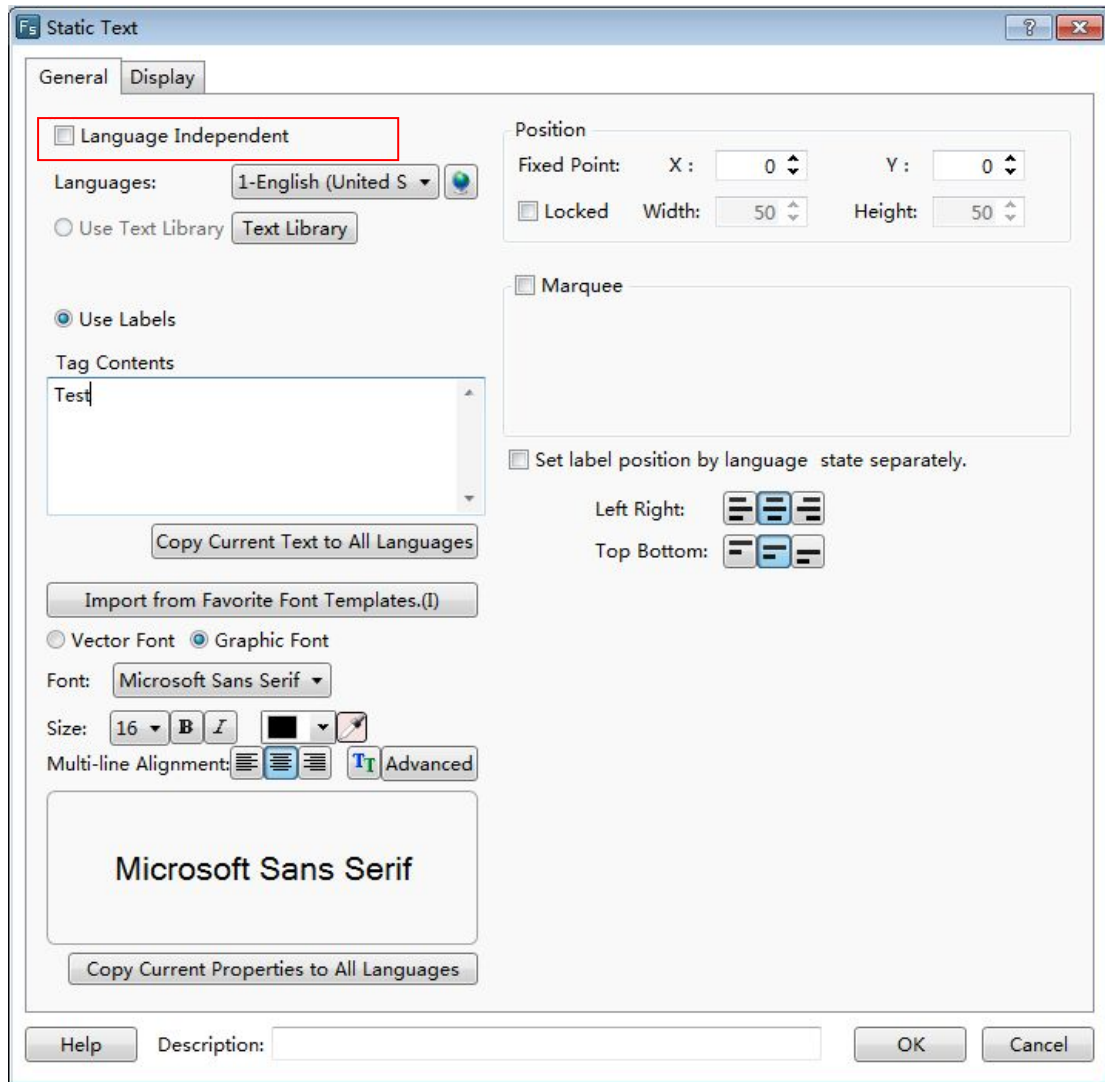 Fs Static Text ?
General Display
Language Independent
Languages: 1-English (United S
Use Text Library Text Library
Use Labels
Tag Contents
Test
Copy Current Text to All Languages
Import from Favorite Font Templates.(I)
Vector Font Graphic Font
Font: Microsoft Sans Serif
Size: 16 B I
Multi-line Alignment: TT Advanced
Microsoft Sans Serif
Copy Current Properties to All Languages
Position
Fixed Point: X : 0 Y : 0
Locked Width: 50 Height: 50
Marquee
Set label position by language state separately.
Left Right:
Top Bottom:
Help Description: OK Cancel